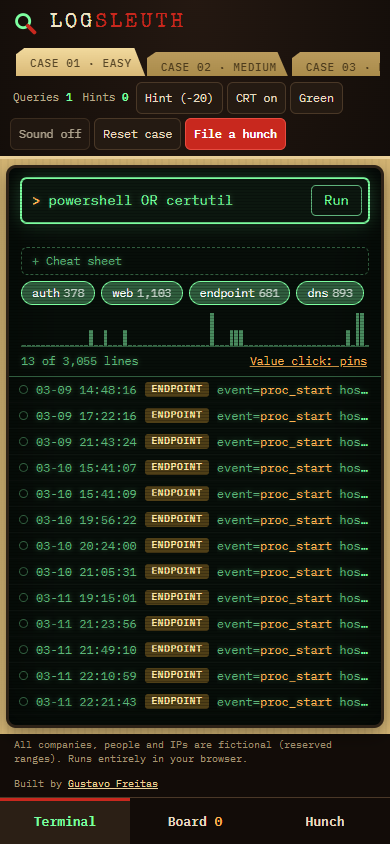 LOGSLEUTH
CASE 01 · EASY
CASE 02 · MEDIUM
CASE 03 ·
Queries 1 Hints 0 Hint (-20) CRT on Green
Sound off Reset case File a hunch
> powershell OR certutil Run
+ Cheat sheet
auth 378 web 1,103 endpoint 681 dns 893
13 of 3,055 lines Value click: pins
03-09 14:48:16 ENDPOINT event=proc_start hos…
03-09 17:22:16 ENDPOINT event=proc_start hos…
03-09 21:43:24 ENDPOINT event=proc_start hos…
03-10 15:41:07 ENDPOINT event=proc_start hos…
03-10 15:41:09 ENDPOINT event=proc_start hos…
03-10 19:56:22 ENDPOINT event=proc_start hos…
03-10 20:24:00 ENDPOINT event=proc_start hos…
03-10 21:05:31 ENDPOINT event=proc_start hos…
03-11 19:15:01 ENDPOINT event=proc_start hos…
03-11 21:23:56 ENDPOINT event=proc_start hos…
03-11 21:49:10 ENDPOINT event=proc_start hos…
03-11 22:10:59 ENDPOINT event=proc_start hos…
03-11 22:21:43 ENDPOINT event=proc_start hos…
All companies, people and IPs are fictional (reserved
ranges). Runs entirely in your browser.
Built by Gustavo Freitas
Terminal Board 0 Hunch